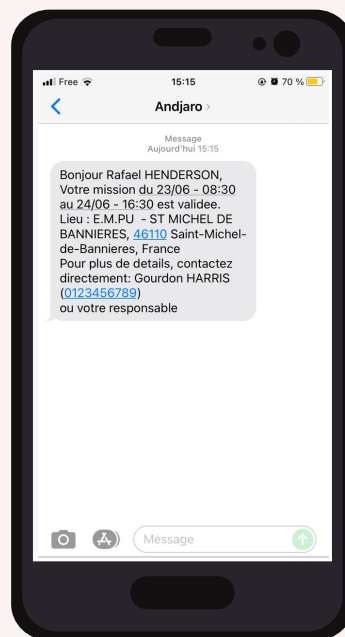 Free 15:15 70 %
Andjaro
Message
Aujourd'hui 15:15
Bonjour Rafael HENDERSON,
Votre mission du 23/06 - 08:30
au 24/06 - 16:30 est validee.
Lieu : E.M.PU - ST MICHEL DE
BANNIERES, 46110 Saint-Michel-
de-Bannieres, France
Pour plus de details, contactez
directement: Gourdon HARRIS
(0123456789)
ou votre responsable
Message